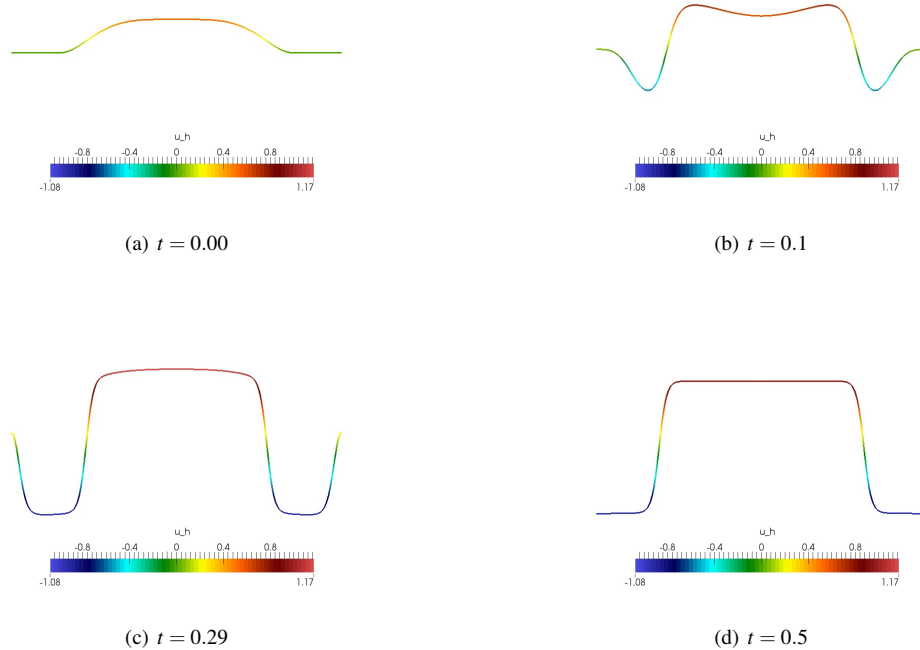 u_h
-0.8 -0.4 0 0.4 0.8
-1.08 1.17
(a) t = 0.00
u_h
-0.8 -0.4 0 0.4 0.8
-1.08 1.17
(b) t = 0.1
u_h
-0.8 -0.4 0 0.4 0.8
-1.08 1.17
(c) t = 0.29
u_h
-0.8 -0.4 0 0.4 0.8
-1.08 1.17
(d) t = 0.5